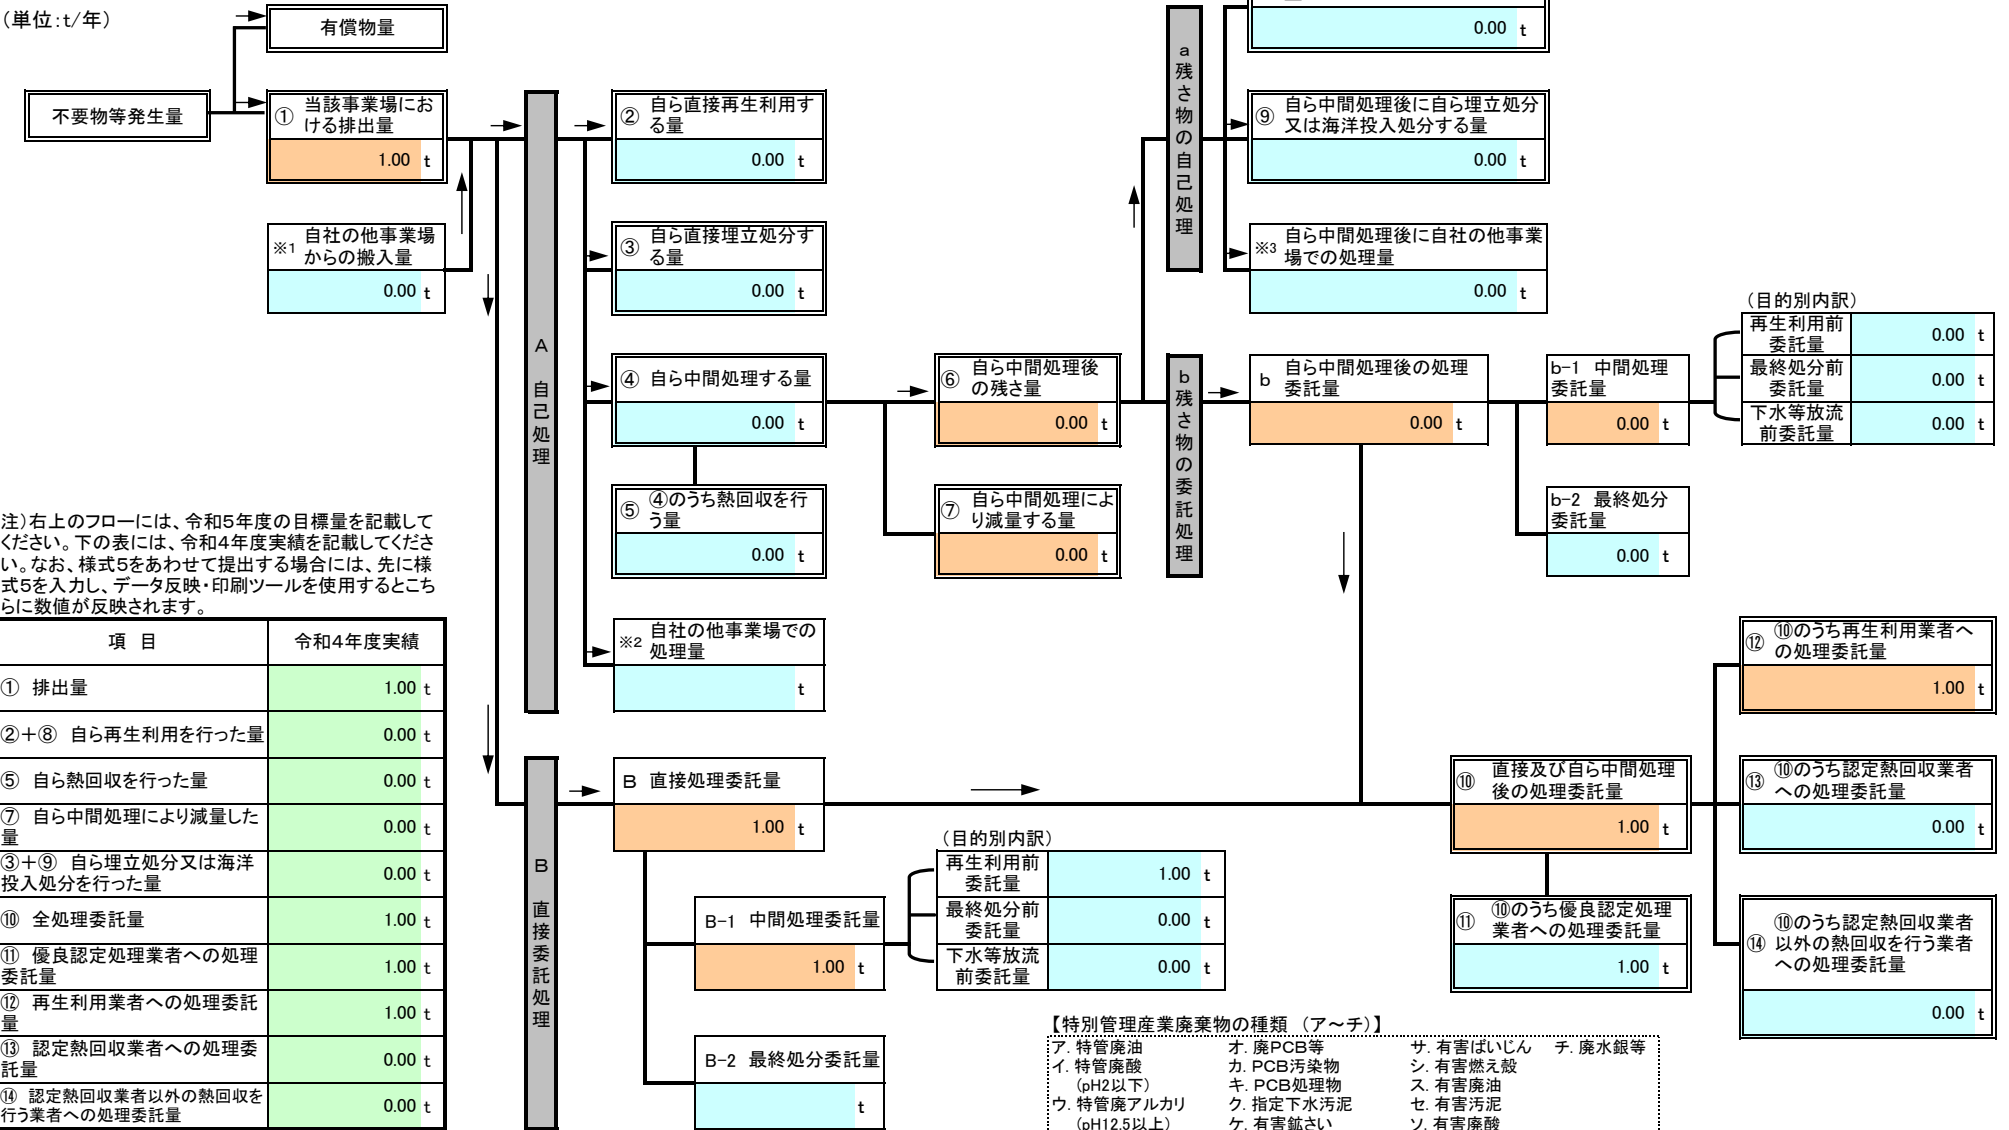 （単位：t/年）
有償物量
不要物等発生量
① 当該事業場にお
ける排出量
1.00 t
※1 自社の他事業場
からの搬入量
0.00 t
A 自己処理
② 自ら直接再生利用す
る量
0.00 t
③ 自ら直接埋立処分す
る量
0.00 t
④ 自ら中間処理する量
0.00 t
⑤ ④のうち熱回収を行
う量
0.00 t
※2 自社の他事業場での
処理量
t
⑥ 自ら中間処理後
の残さ量
0.00 t
⑦ 自ら中間処理によ
り減量する量
0.00 t
a 残さ物の自己処理
0.00 t
⑨ 自ら中間処理後に自ら埋立処分
又は海洋投入処分する量
0.00 t
※3 自ら中間処理後に自社の他事業
場での処理量
0.00 t
b 残さ物の委託処理
b 自ら中間処理後の処理
委託量
0.00 t
b-1 中間処理
委託量
0.00 t
b-2 最終処分
委託量
0.00 t
（目的別内訳）
再生利用前
委託量 0.00 t
最終処分前
委託量 0.00 t
下水等放流
前委託量 0.00 t
注）右上のフローには、令和５年度の目標量を記載して
ください。下の表には、令和４年度実績を記載してくださ
い。なお、様式５をあわせて提出する場合には、先に様
式５を入力し、データ反映・印刷ツールを使用するとこち
らに数値が反映されます。
項 目 令和４年度実績
① 排出量 1.00 t
②＋⑧ 自ら再生利用を行った量 0.00 t
⑤ 自ら熱回収を行った量 0.00 t
⑦ 自ら中間処理により減量した
量 0.00 t
③＋⑨ 自ら埋立処分又は海洋
投入処分を行った量 0.00 t
⑩ 全処理委託量 1.00 t
⑪ 優良認定処理業者への処理
委託量 1.00 t
⑫ 再生利用業者への処理委託
量 1.00 t
⑬ 認定熱回収業者への処理委
託量 0.00 t
⑭ 認定熱回収業者以外の熱回収を
行う業者への処理委託量 0.00 t
B 直接委託処理
B 直接処理委託量
1.00 t
B-1 中間処理委託量
1.00 t
B-2 最終処分委託量
t
（目的別内訳）
再生利用前
委託量 1.00 t
最終処分前
委託量 0.00 t
下水等放流
前委託量 0.00 t
⑩ 直接及び自ら中間処理
後の処理委託量
1.00 t
⑪ ⑩のうち優良認定処理
業者への処理委託量
1.00 t
⑫ ⑩のうち再生利用業者へ
の処理委託量
1.00 t
⑬ ⑩のうち認定熱回収業者
への処理委託量
0.00 t
⑭ ⑩のうち認定熱回収業者
以外の熱回収を行う業者
への処理委託量
0.00 t
【特別管理産業廃棄物の種類 （ア～チ）】
ア. 特管廃油 オ. 廃PCB等 サ. 有害ばいじん チ. 廃水銀等
イ. 特管廃酸 カ. PCB汚染物 シ. 有害燃え殻
（pH2以下） キ. PCB処理物 ス. 有害廃油
ウ. 特管廃アルカリ ク. 指定下水汚泥 セ. 有害汚泥
（pH12.5以上） ケ. 有害鉱さい ソ. 有害廃酸